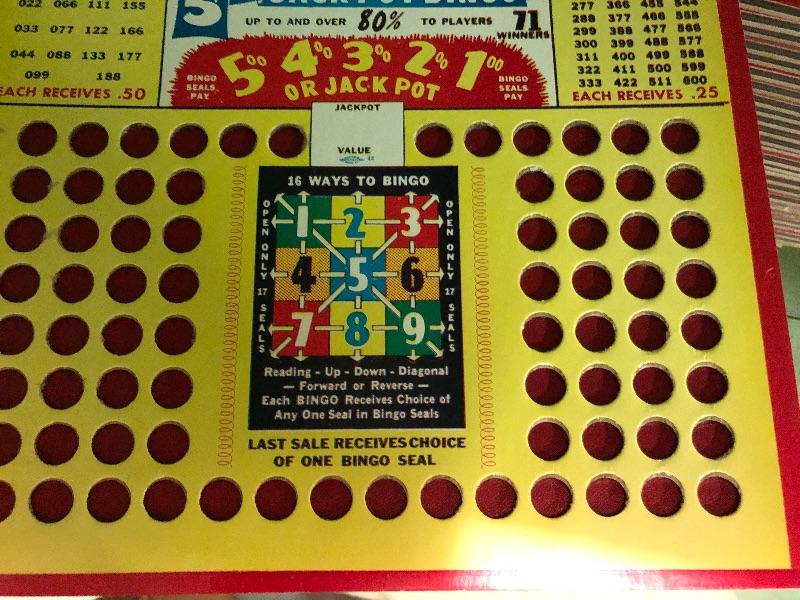 022 066 111 155
033 077 122 166
044 088 133 177
099 188
EACH RECEIVES .50
5
JACKPOT BINGO
UP TO AND OVER 80% TO PLAYERS 71 WINNERS
BINGO SEALS PAY
5.00 4.00 3.00 2.00 1.00
OR JACKPOT
BINGO SEALS PAY
277 366 455 544
288 377 466 555
299 388 477 566
300 399 488 577
311 400 499 588
322 411 500 599
333 422 511 600
EACH RECEIVES .25
JACKPOT
VALUE
16 WAYS TO BINGO
OPEN ONLY 17 SEALS
1 2 3
4 5 6
7 8 9
OPEN ONLY 17 SEALS
Reading - Up - Down - Diagonal
— Forward or Reverse —
Each BINGO Receives Choice of
Any One Seal in Bingo Seals
LAST SALE RECEIVES CHOICE
OF ONE BINGO SEAL